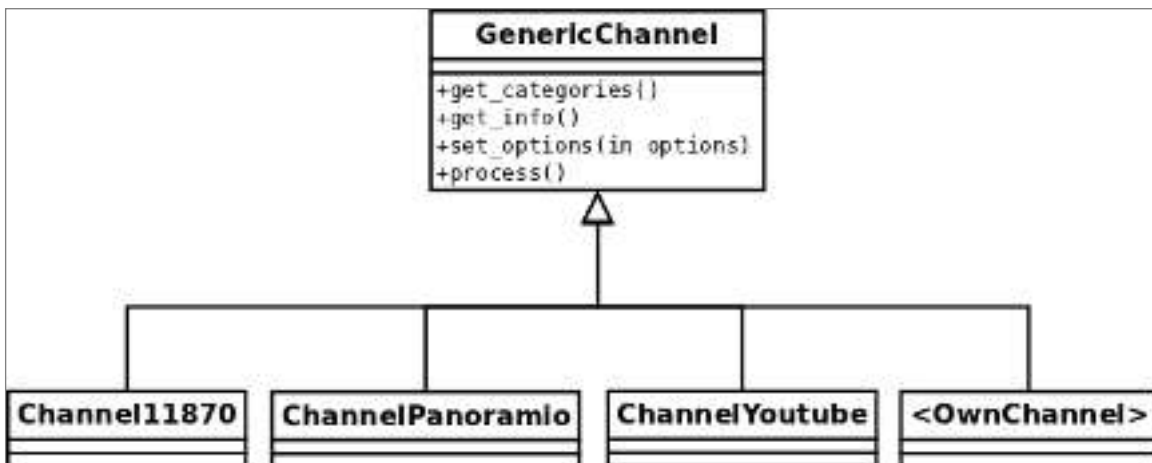 GenericChannel
+get_categories()
+get_info()
+set_options(in options)
+process()
Channel11870 ChannelPanoramio ChannelYoutube <OwnChannel>